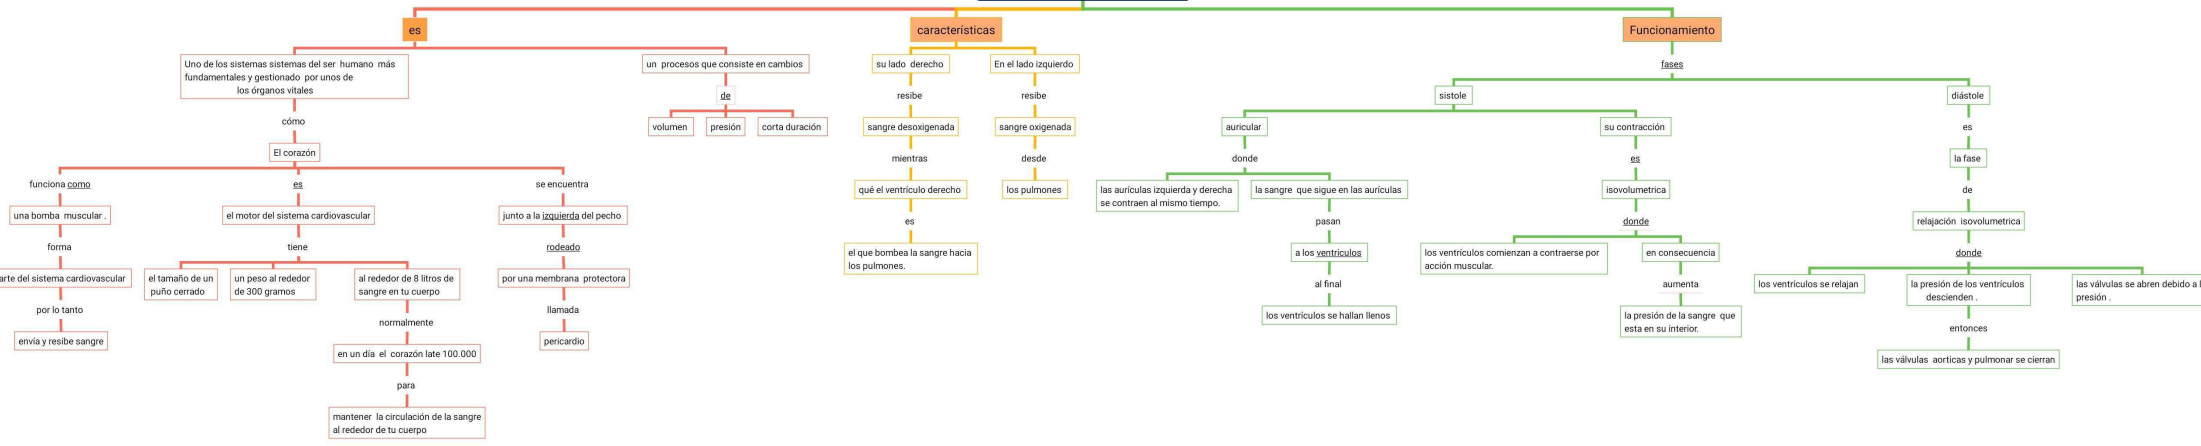 es
Uno de los sistemas sistemas del ser humano más
fundamentales y gestionado por unos de
los órganos vitales
cómo
El corazón
funciona como
una bomba muscular .
forma
arte del sistema cardiovascular
por lo tanto
envía y resibe sangre
es
el motor del sistema cardiovascular
tiene
el tamaño de un
puño cerrado
un peso al rededor
de 300 gramos
al rededor de 8 litros de
sangre en tu cuerpo
normalmente
en un día el corazón late 100.000
para
mantener la circulación de la sangre
al rededor de tu cuerpo
se encuentra
junto a la izquierda del pecho
rodeado
por una membrana protectora
llamada
pericardio
un procesos que consiste en cambios
de
volumen
presión
corta duración
características
su lado derecho
resibe
sangre desoxigenada
mientras
qué el ventrículo derecho
es
el que bombea la sangre hacia
los pulmones.
En el lado izquierdo
resibe
sangre oxigenada
desde
los pulmones
Funcionamiento
fases
sistole
auricular
donde
las aurículas izquierda y derecha
se contraen al mismo tiempo.
la sangre que sigue en las aurículas
pasan
a los ventrículos
al final
los ventrículos se hallan llenos
su contracción
es
isovolumetrica
donde
los ventrículos comienzan a contraerse por
acción muscular.
en consecuencia
aumenta
la presión de la sangre que
esta en su interior.
diástole
es
la fase
de
relajación isovolumetrica
donde
los ventrículos se relajan
la presión de los ventrículos
descienden .
entonces
las válvulas aorticas y pulmonar se cierran
las válvulas se abren debido a
presión .